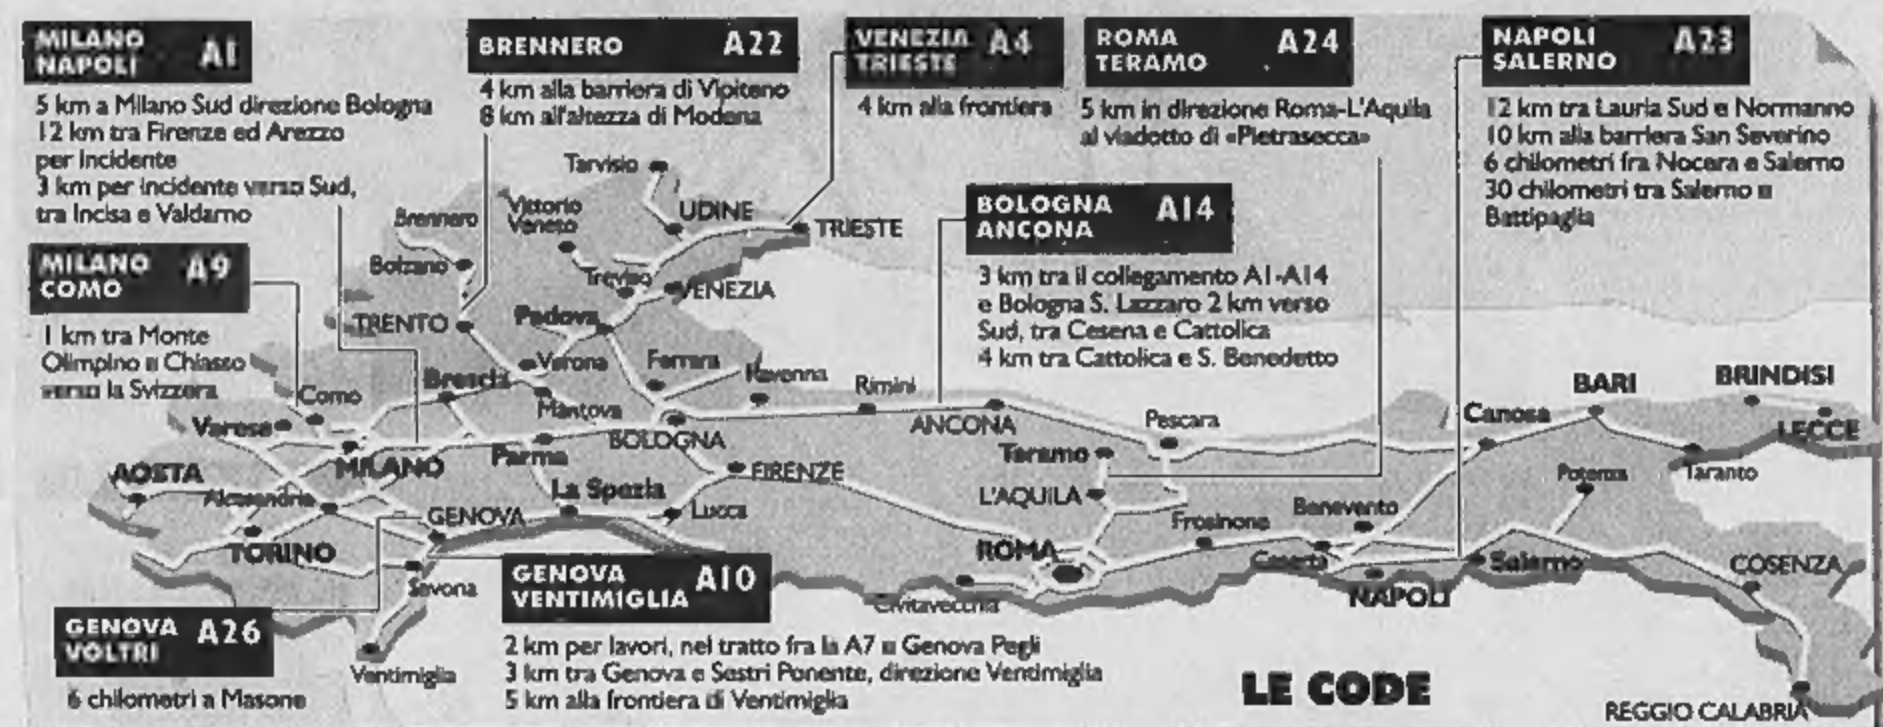 MILANO NAPOLI A1
5 km a Milano Sud direzione Bologna
12 km tra Firenze ed Arezzo
per incidente
3 km per incidente verso Sud,
tra Incisa e Valdarno
BRENNERO A22
4 km alla barriera di Vipiteno
8 km all'altezza di Modena
VENEZIA TRIESTE A4
4 km alla frontiera
ROMA TERAMO A24
5 km in direzione Roma-L'Aquila
al viadotto di «Pietrasecca»
NAPOLI SALERNO A23
12 km tra Lauria Sud e Normanno
10 km alla barriera San Severino
6 chilometri fra Nocera e Salerno
30 chilometri tra Salerno e
Battipaglia
MILANO COMO A9
1 km tra Monte
Olimpino e Chiasso
verso la Svizzera
BOLOGNA ANCONA A14
3 km tra il collegamento A1-A14
e Bologna S. Lazzaro 2 km verso
Sud, tra Cesena e Cattolica
4 km tra Cattolica e S. Benedetto
Tarvisio
Brennero
Vittorio
Veneto
UDINE
TRIESTE
Bolzano
Treviso
VENEZIA
TRENTO
Padova
Verona
Ferrara
Ravenna
Rimini
Brescia
Mantova
Como
Varese
BOLOGNA
ANCONA
Pescara
Canosa
BARI
BRINDISI
LECCE
MILANO
Parma
FIRENZE
Teramo
Taranto
AOSTA
Alessandria
La Spezia
Lucca
L'AQUILA
Potenza
GENOVA
Benevento
Frosinone
TORINO
ROMA
Caserta
Salerno
COSENZA
Savona
Civitavecchia
NAPOLI
Ventimiglia
REGGIO CALABRIA
GENOVA VOLTRI A26
6 chilometri a Masone
GENOVA VENTIMIGLIA A10
2 km per lavori, nel tratto fra la A7 e Genova Pegli
3 km tra Genova e Sestri Ponente, direzione Ventimiglia
5 km alla frontiera di Ventimiglia
LE CODE